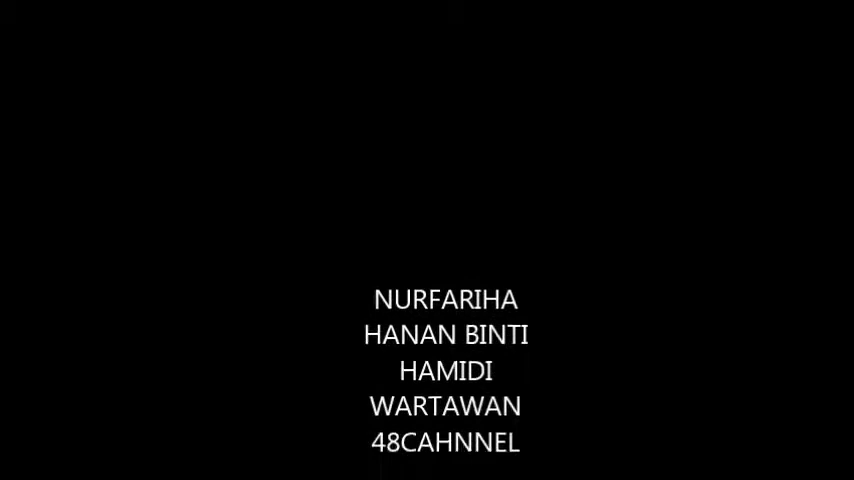 NURFARIHA
HANAN BINTI
HAMIDI
WARTAWAN
48CAHNNEL